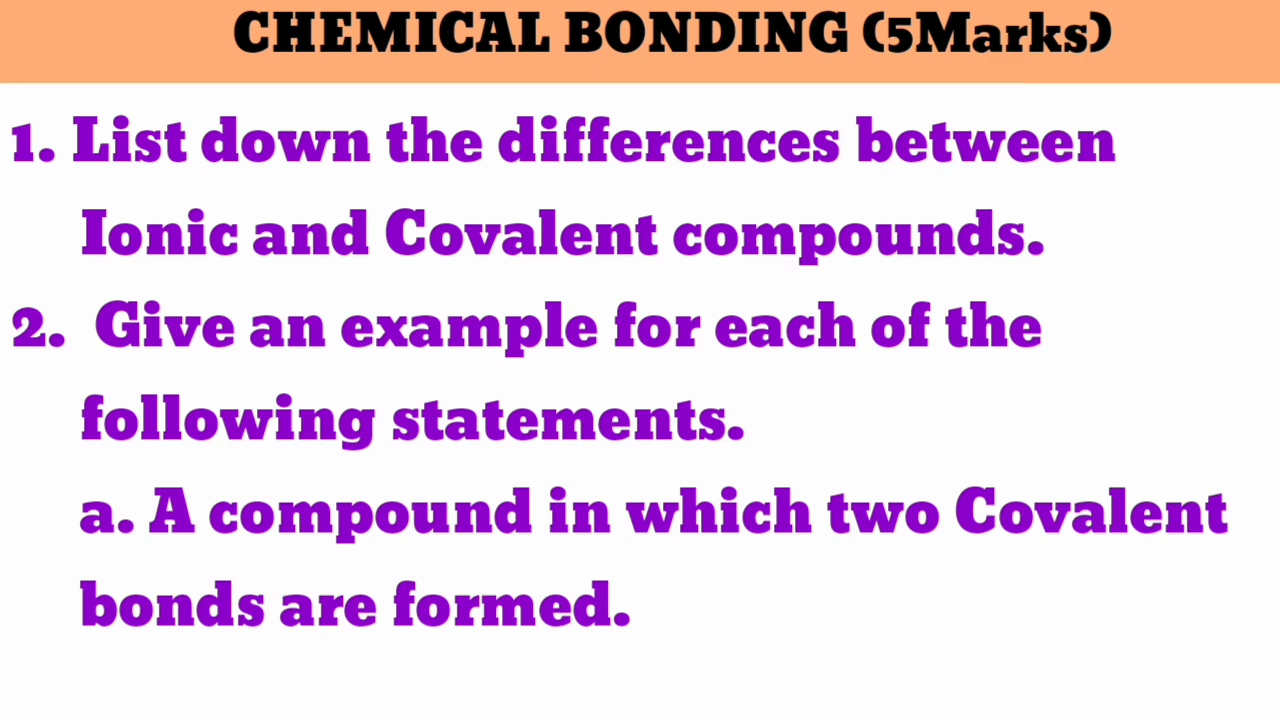 CHEMICAL BONDING (5Marks)
1. List down the differences between
Ionic and Covalent compounds.
2. Give an example for each of the
following statements.
a. A compound in which two Covalent
bonds are formed.